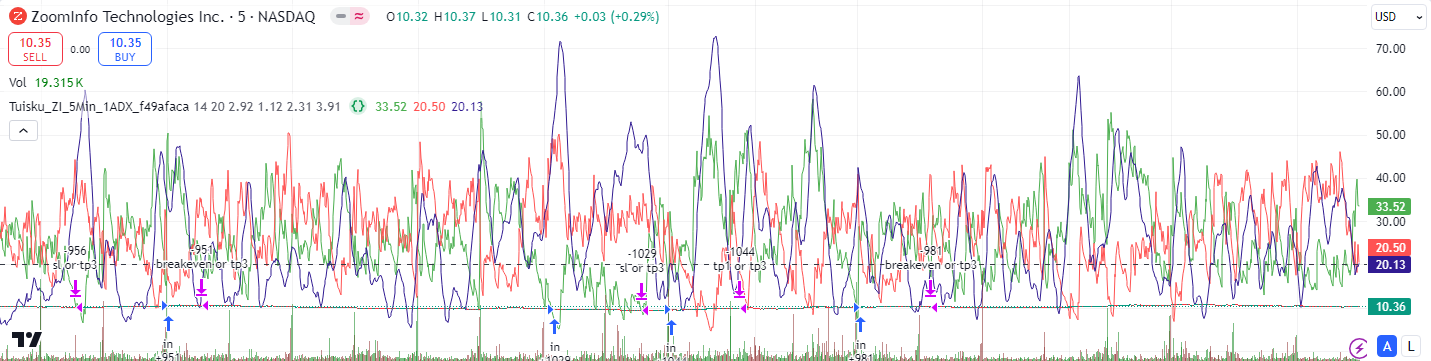 ZoomInfo Technologies Inc. · 5 · NASDAQ O10.32 H10.37 L10.31 C10.36 +0.03 (+0.29%)
USD
10.35 SELL
0.00
10.35 BUY
Vol 19.315K
Tuisku_ZI_5Min_1ADX_f49afaca 14 20 2.92 1.12 2.31 3.91 33.52 20.50 20.13
70.00
60.00
50.00
40.00
33.52
30.00
20.50
20.13
10.36
-956
sl or tp3
-951
breakeven or tp3
-1029
sl or tp3
-1044
tp1 or tp3
-981
breakeven or tp3
in
+951
in
in
in
+981
A
L